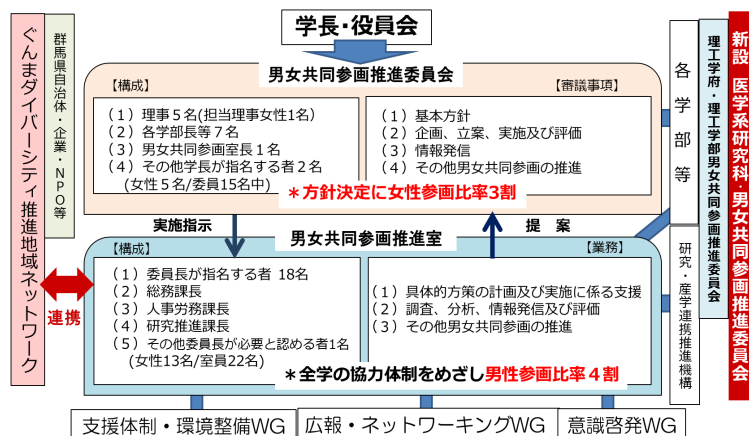 学長・役員会
男女共同参画推進委員会
【構成】
（１）理事５名(担当理事女性1名）
（２）各学部長等７名
（３）男女共同参画室長１名
（４）その他学長が指名する者２名
(女性５名/委員15名中）
【審議事項】
（１）基本方針
（２）企画、立案、実施及び評価
（３）情報発信
（４）その他男女共同参画の推進
＊方針決定に女性参画比率3割
実施指示
提　案
男女共同参画推進室
【構成】
（１）委員長が指名する者 18名
（２）総務課長
（３）人事労務課長
（４）研究推進課長
（５）その他委員長が必要と認める者1名
(女性13名/室員22名）
【業務】
（１）具体的方策の計画及び実施に係る支援
（２）調査、分析、情報発信及び評価
（３）その他男女共同参画の推進
＊全学の協力体制をめざし男性参画比率４割
支援体制・環境整備WG
広報・ネットワーキングWG
意識啓発WG
ぐんまダイバーシティ推進地域ネットワーク
群馬県自治体・企業・NPO等
連携
各学部等
研究・産学連携推進機構
理工学府・理工学部男女共同参画推進委員会
新設 医学系研究科・男女共同参画推進委員会